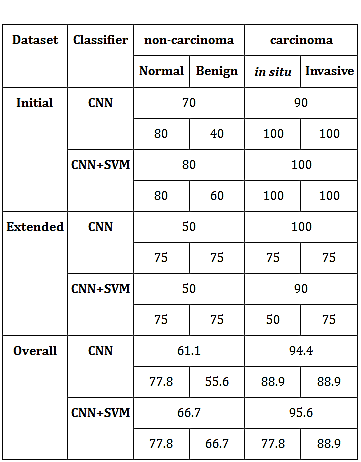 Dataset Classifier non-carcinoma carcinoma
Normal Benign in situ Invasive
Initial CNN 70 90
80 40 100 100
CNN+SVM 80 100
80 60 100 100
Extended CNN 50 100
75 75 75 75
CNN+SVM 50 90
75 75 50 75
Overall CNN 61.1 94.4
77.8 55.6 88.9 88.9
CNN+SVM 66.7 95.6
77.8 66.7 77.8 88.9